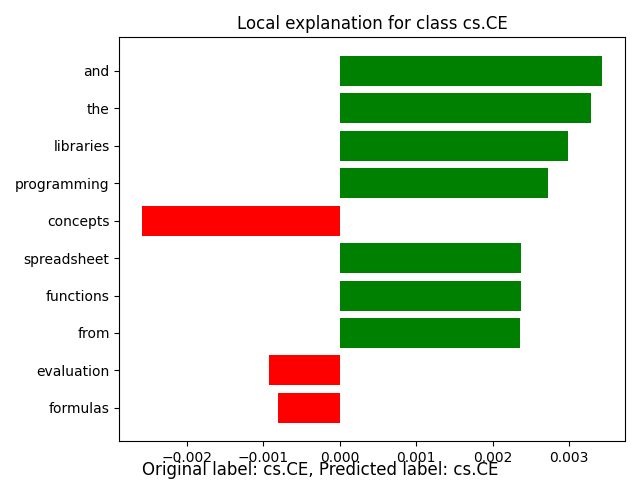 Local explanation for class cs.CE
and
the
libraries
programming
concepts
spreadsheet
functions
from
evaluation
formulas
−0.002 −0.001 0.000 0.001 0.002 0.003
Original label: cs.CE, Predicted label: cs.CE